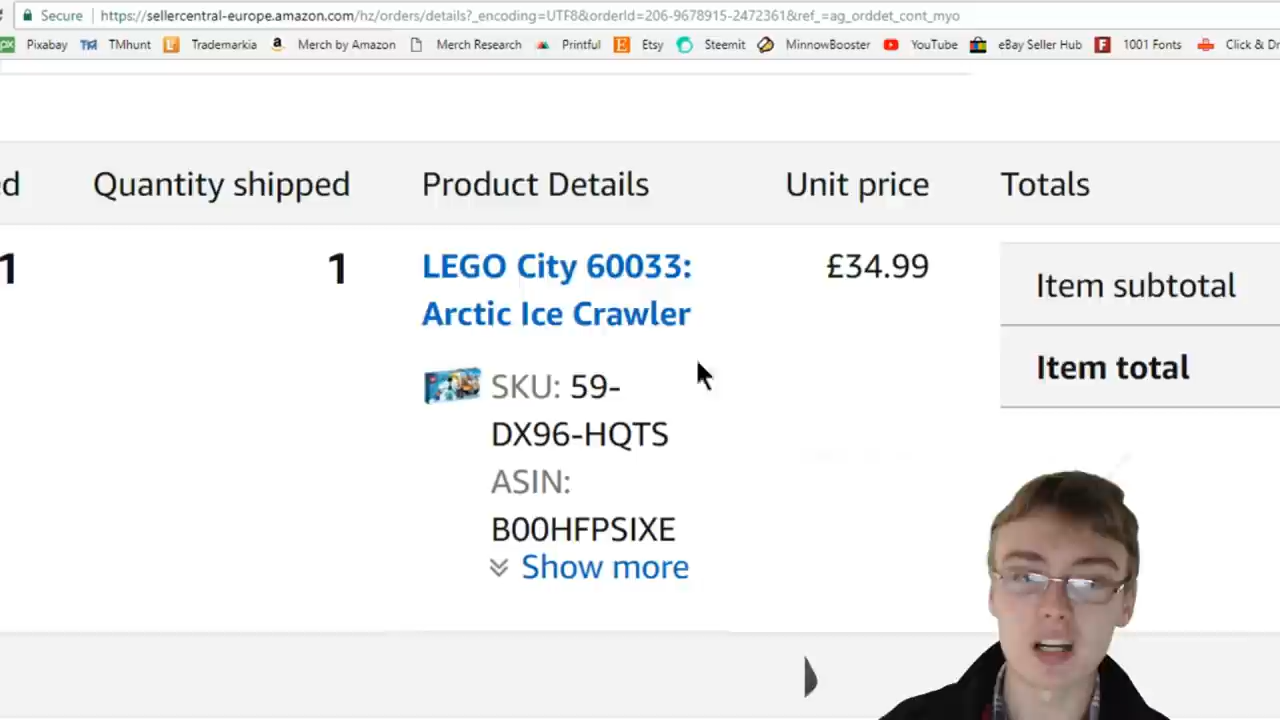 Secure https://sellercentral-europe.amazon.com/hz/orders/details?_encoding=UTF8&orderId=206-9678915-2472361&ref_=ag_orddet_cont_myo
px Pixabay TM TMhunt L Trademarkia a Merch by Amazon Merch Research Printful E Etsy Steemit MinnowBooster YouTube eBay Seller Hub F 1001 Fonts Click & Dr
d Quantity shipped Product Details Unit price Totals
1 1 LEGO City 60033: £34.99 Item subtotal
Arctic Ice Crawler
Item total
SKU: 59-
DX96-HQTS
ASIN:
B00HFPSIXE
Show more